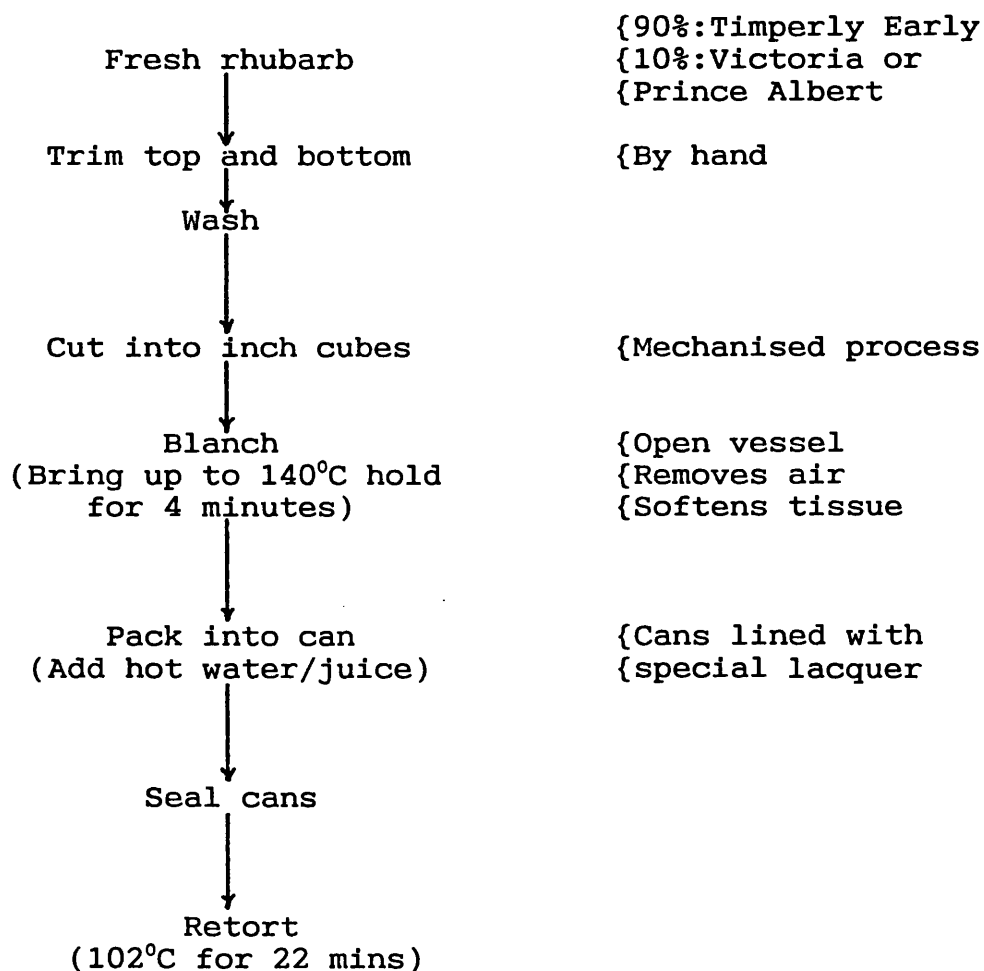 {90%:Timperly Early
Fresh rhubarb {10%:Victoria or
{Prince Albert
Trim top and bottom {By hand
Wash
Cut into inch cubes {Mechanised process
Blanch {Open vessel
(Bring up to 140⁰C hold {Removes air
for 4 minutes) {Softens tissue
Pack into can {Cans lined with
(Add hot water/juice) {special lacquer
Seal cans
Retort
(102⁰C for 22 mins)